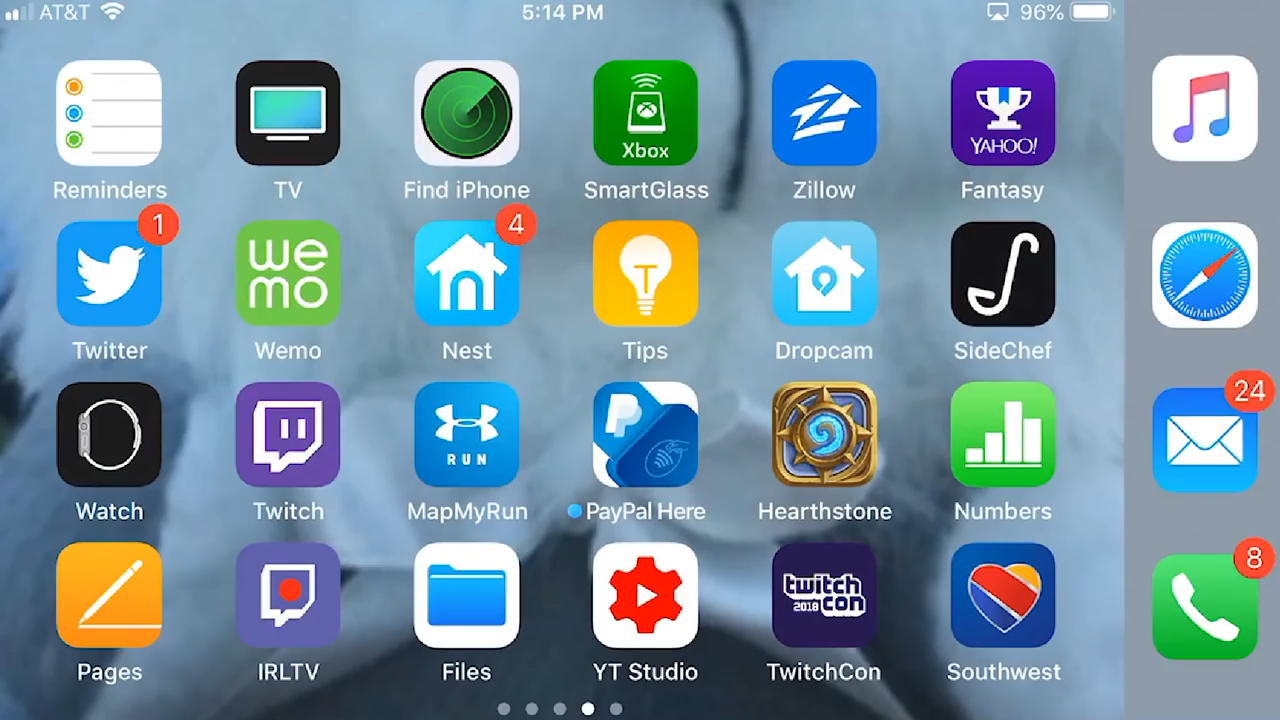 AT&T 5:14 PM 96%
Xbox YAHOO!
Reminders TV Find iPhone SmartGlass Zillow Fantasy
1 4
we
mo
T
Twitter Wemo Nest Tips Dropcam SideChef
24
RUN P
Watch Twitch MapMyRun PayPal Here Hearthstone Numbers
8
twitch
2018 con
Pages IRLTV Files YT Studio TwitchCon Southwest